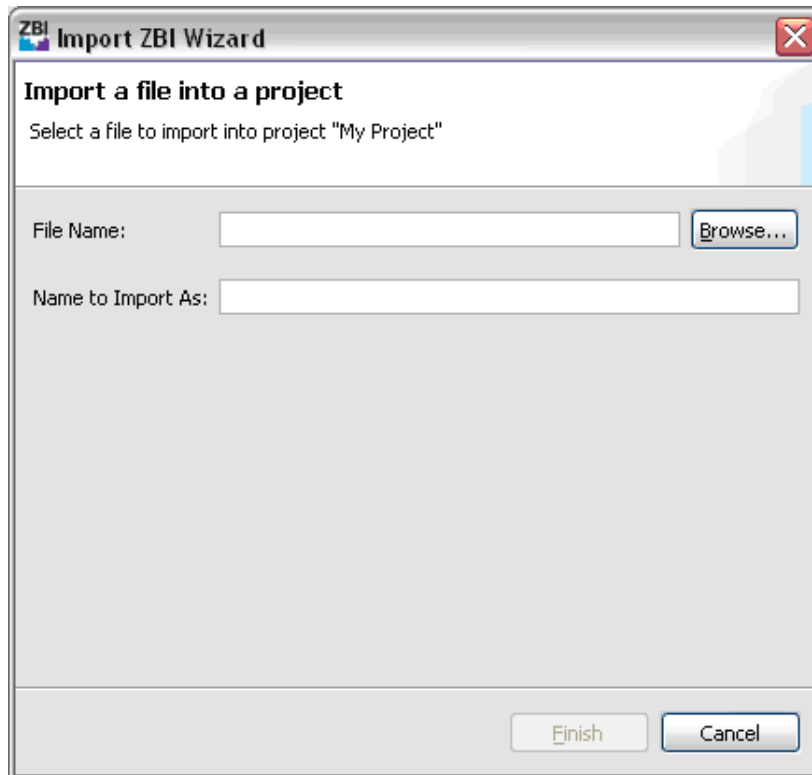 ZBI Import ZBI Wizard
Import a file into a project
Select a file to import into project "My Project"
File Name: Browse...
Name to Import As:
Finish Cancel